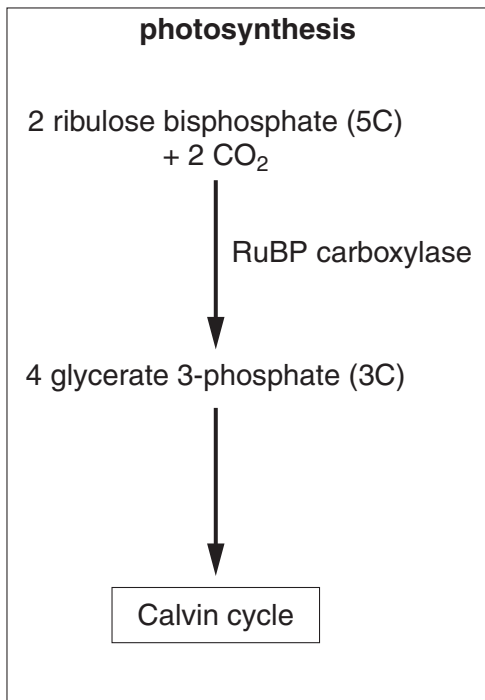 photosynthesis
2 ribulose bisphosphate (5C)
+ 2 CO₂
RuBP carboxylase
4 glycerate 3-phosphate (3C)
Calvin cycle